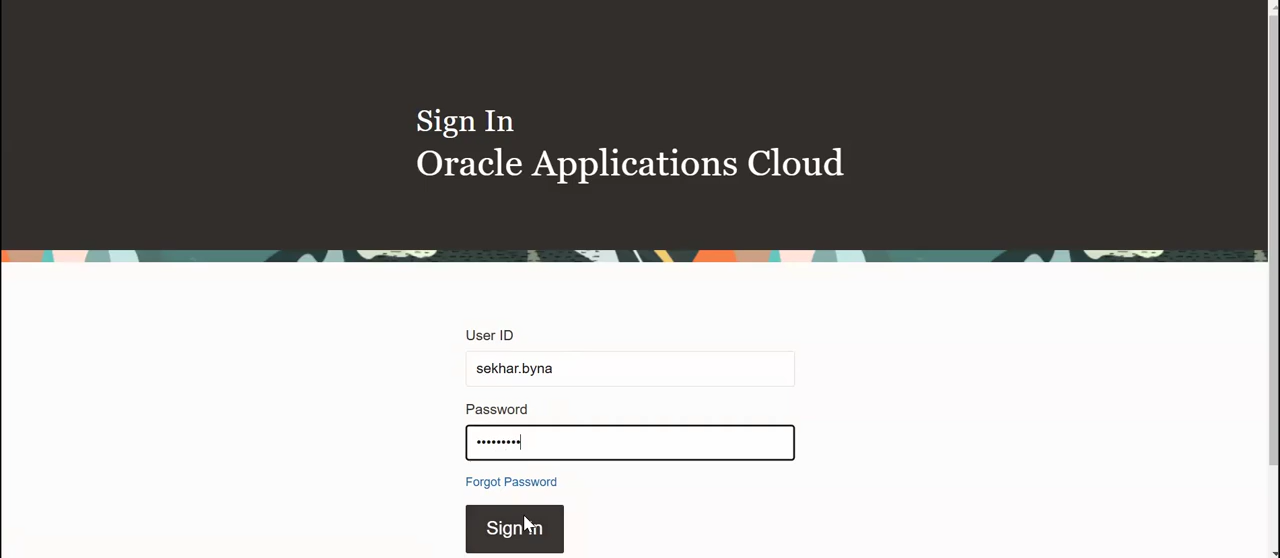 Sign In
Oracle Applications Cloud
User ID
sekhar.byna
Password
•••••••••
Forgot Password
Sign In